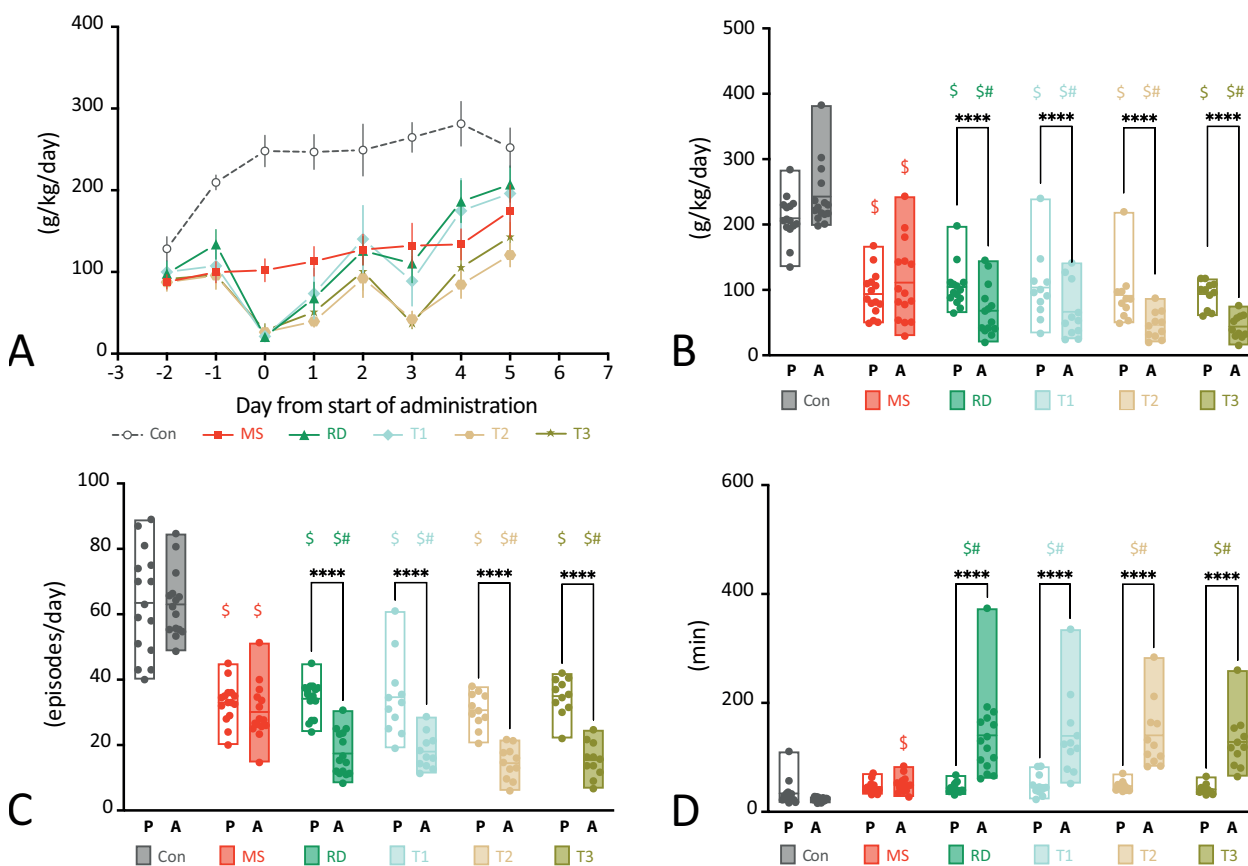 A
(g/kg/day)
400
300
200
100
0
-3 -2 -1 0 1 2 3 4 5 6 7
Day from start of administration
Con MS RD T1 T2 T3
B
(g/kg/day)
500
400
300
200
100
0
$ $ $ $# $ $# $ $# $ $#
**** **** **** ****
P A P A P A P A P A P A
Con MS RD T1 T2 T3
C
(episodes/day)
100
80
60
40
20
0
$ $ $ $# $ $# $ $# $ $#
**** **** **** ****
P A P A P A P A P A P A
Con MS RD T1 T2 T3
D
(min)
600
400
200
0
$ $# $# $# $#
**** **** **** ****
P A P A P A P A P A P A
Con MS RD T1 T2 T3